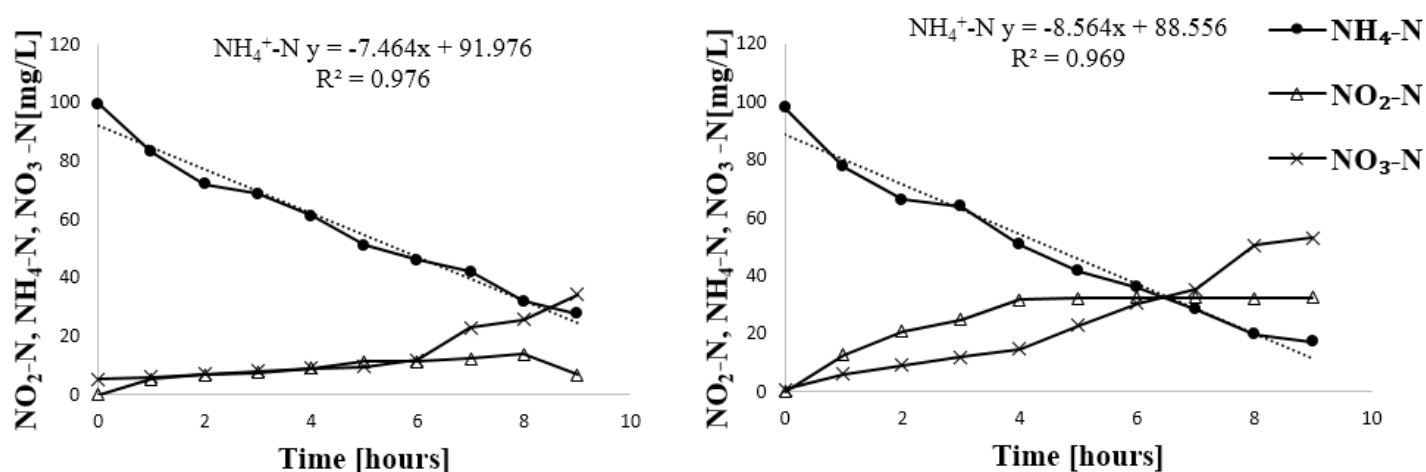 NH₄⁺-N y = -7.464x + 91.976
R² = 0.976
NO₂-N, NH₄-N, NO₃ -N[mg/L]
120
100
80
60
40
20
0
0 2 4 6 8 10
Time [hours]
NH₄⁺-N y = -8.564x + 88.556
R² = 0.969
NO₂-N, NH₄-N, NO₃ -N[mg/L]
120
100
80
60
40
20
0
0 2 4 6 8 10
Time [hours]
NH₄-N
NO₂-N
NO₃-N